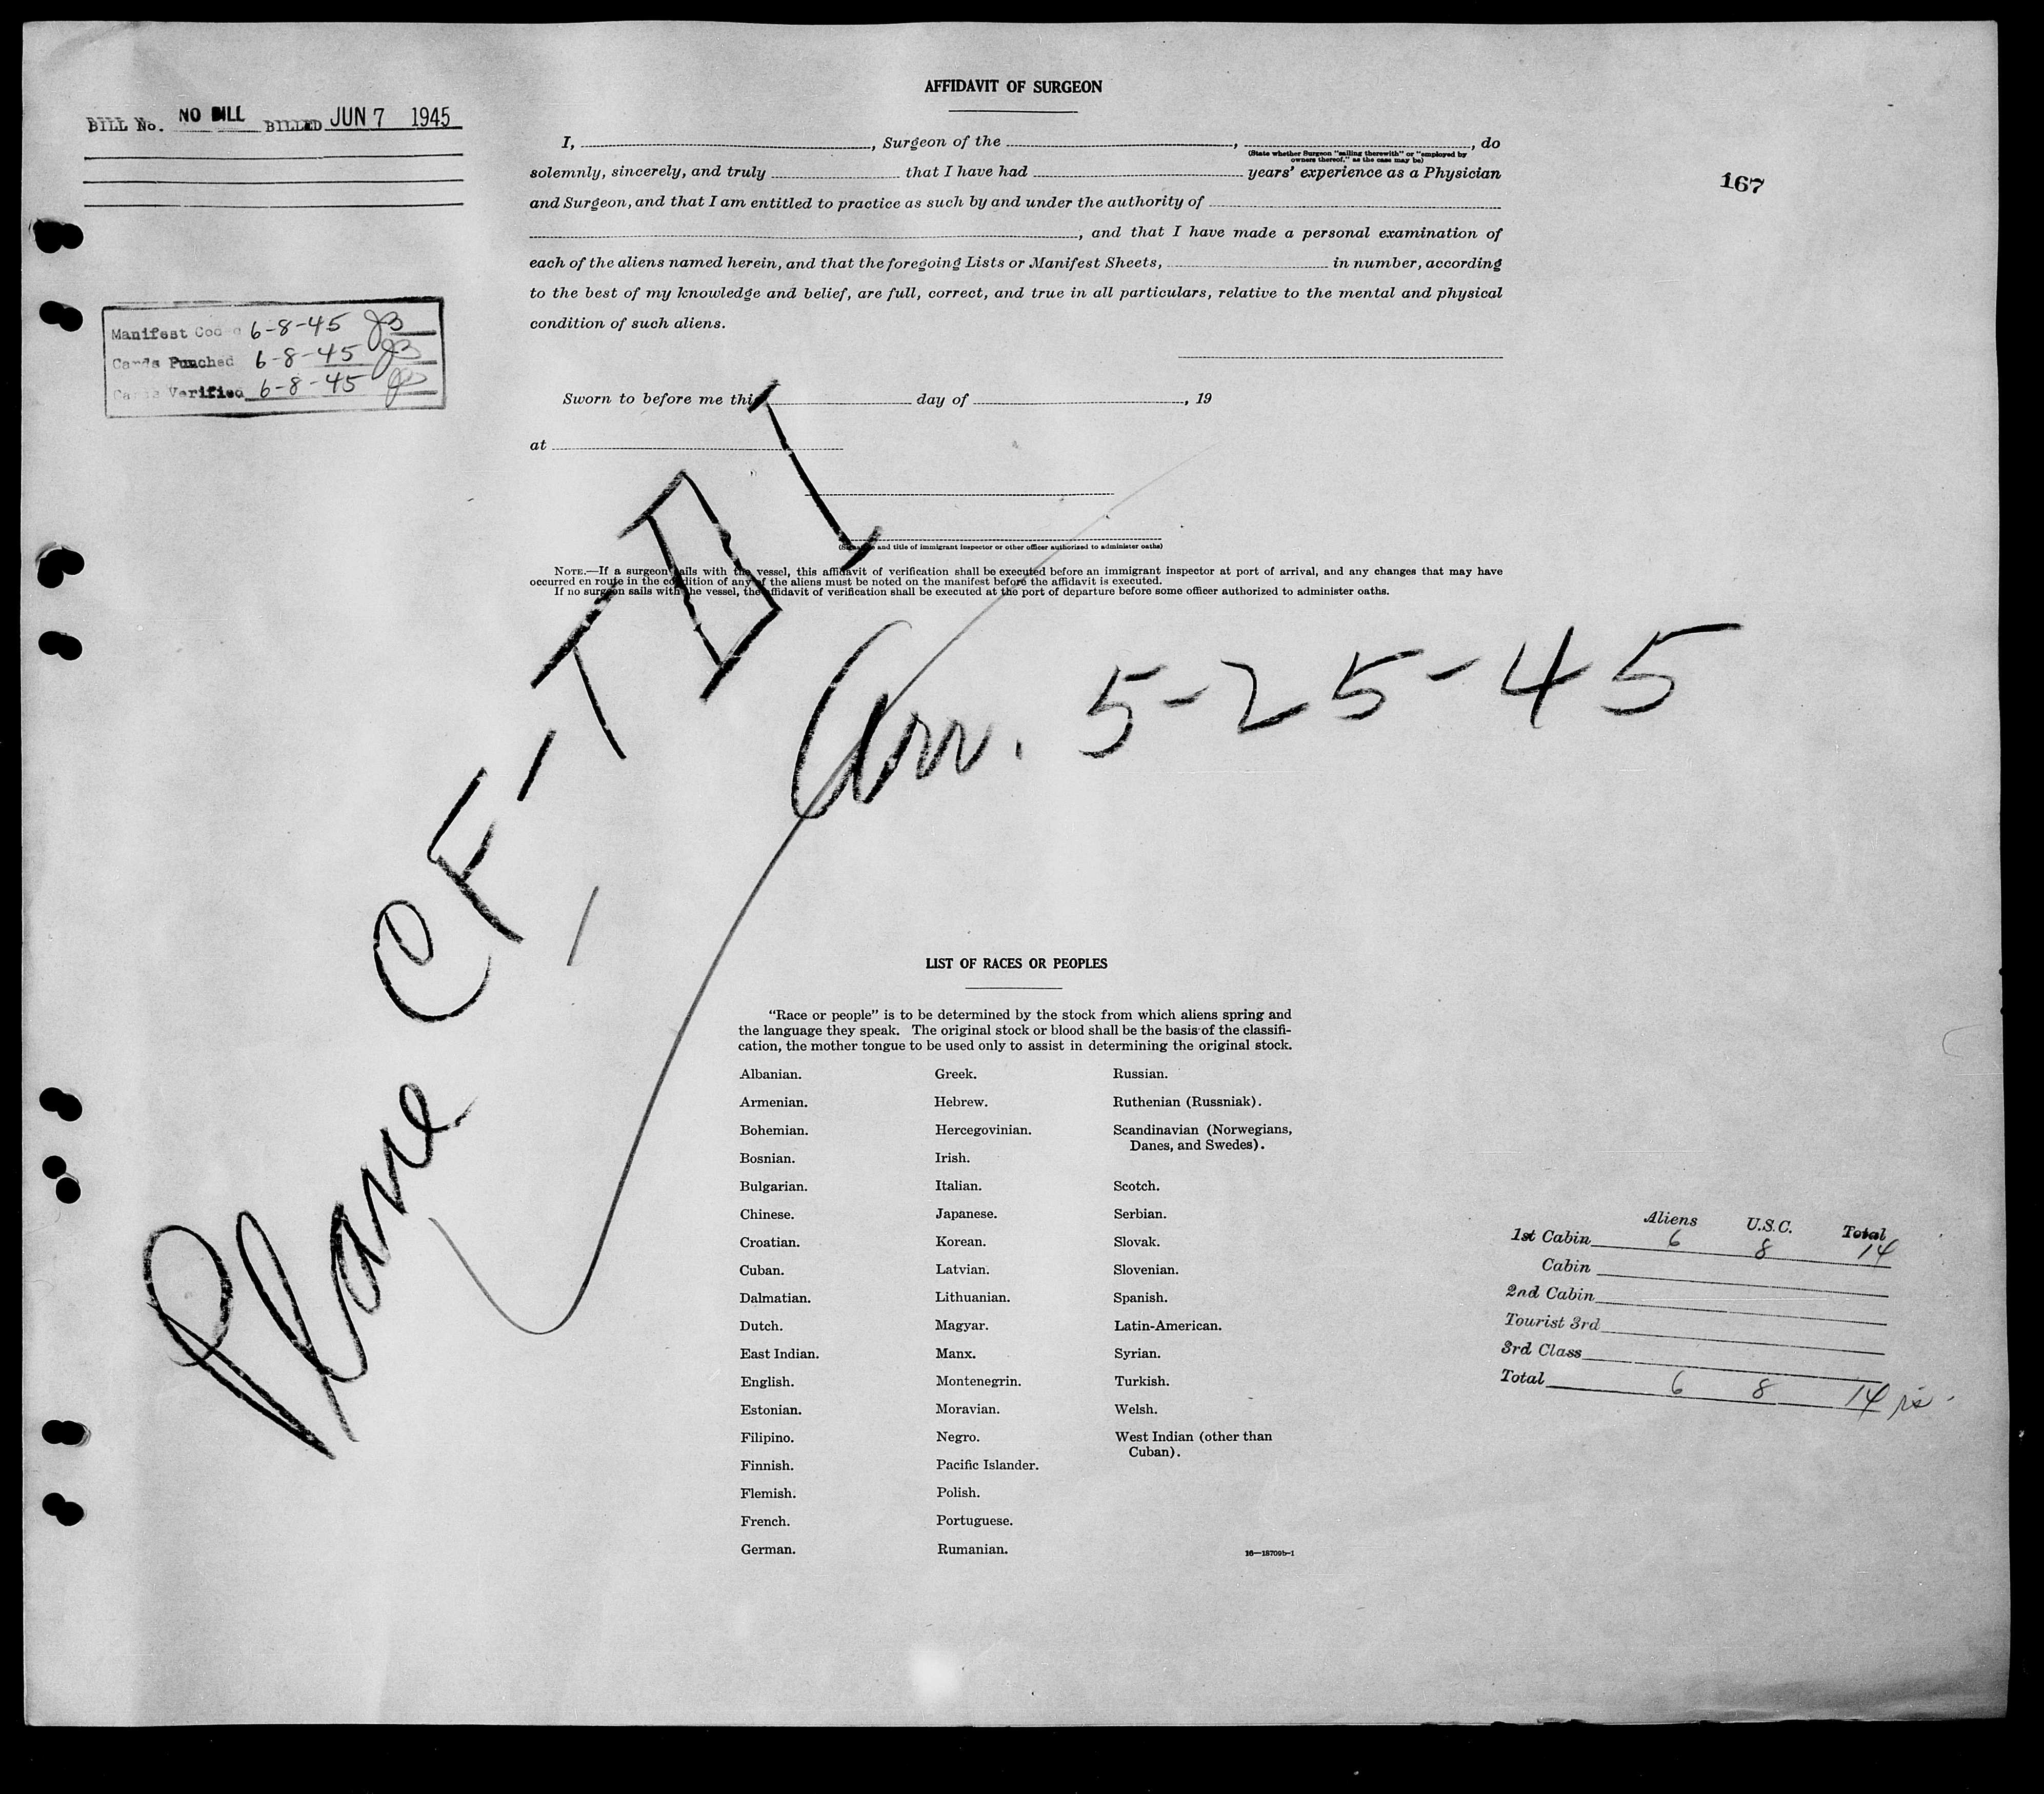 AFFIDAVIT OF SURGEON
BILL No. NO BILL BILLED JUN 7 1945
167
I, , Surgeon of the , , do
(State whether Surgeon "sailing therewith" or "employed by
owners thereof," as the case may be)
solemnly, sincerely, and truly that I have had years' experience as a Physician
and Surgeon, and that I am entitled to practice as such by and under the authority of
, and that I have made a personal examination of
each of the aliens named herein, and that the foregoing Lists or Manifest Sheets, in number, according
to the best of my knowledge and belief, are full, correct, and true in all particulars, relative to the mental and physical
condition of such aliens.
Manifest Coded 6-8-45 JB
Cards Punched 6-8-45 JB
Cards Verified 6-8-45 JB
Sworn to before me this day of , 19
at
(Signature and title of immigrant inspector or other officer authorized to administer oaths)
NOTE.—If a surgeon sails with the vessel, this affidavit of verification shall be executed before an immigrant inspector at port of arrival, and any changes that may have
occurred en route in the condition of any of the aliens must be noted on the manifest before the affidavit is executed.
If no surgeon sails with the vessel, the affidavit of verification shall be executed at the port of departure before some officer authorized to administer oaths.
Plane CF-TDI
Arr. 5-25-45
LIST OF RACES OR PEOPLES
"Race or people" is to be determined by the stock from which aliens spring and
the language they speak. The original stock or blood shall be the basis of the classifi-
cation, the mother tongue to be used only to assist in determining the original stock.
Albanian.
Armenian.
Bohemian.
Bosnian.
Bulgarian.
Chinese.
Croatian.
Cuban.
Dalmatian.
Dutch.
East Indian.
English.
Estonian.
Filipino.
Finnish.
Flemish.
French.
German.
Greek.
Hebrew.
Hercegovinian.
Irish.
Italian.
Japanese.
Korean.
Latvian.
Lithuanian.
Magyar.
Manx.
Montenegrin.
Moravian.
Negro.
Pacific Islander.
Polish.
Portuguese.
Rumanian.
Russian.
Ruthenian (Russniak).
Scandinavian (Norwegians,
Danes, and Swedes).
Scotch.
Serbian.
Slovak.
Slovenian.
Spanish.
Latin-American.
Syrian.
Turkish.
Welsh.
West Indian (other than
Cuban).
16—18709b-1
Aliens U.S.C. Total
1st Cabin 6 8 14
Cabin
2nd Cabin
Tourist 3rd
3rd Class
Total 6 8 14